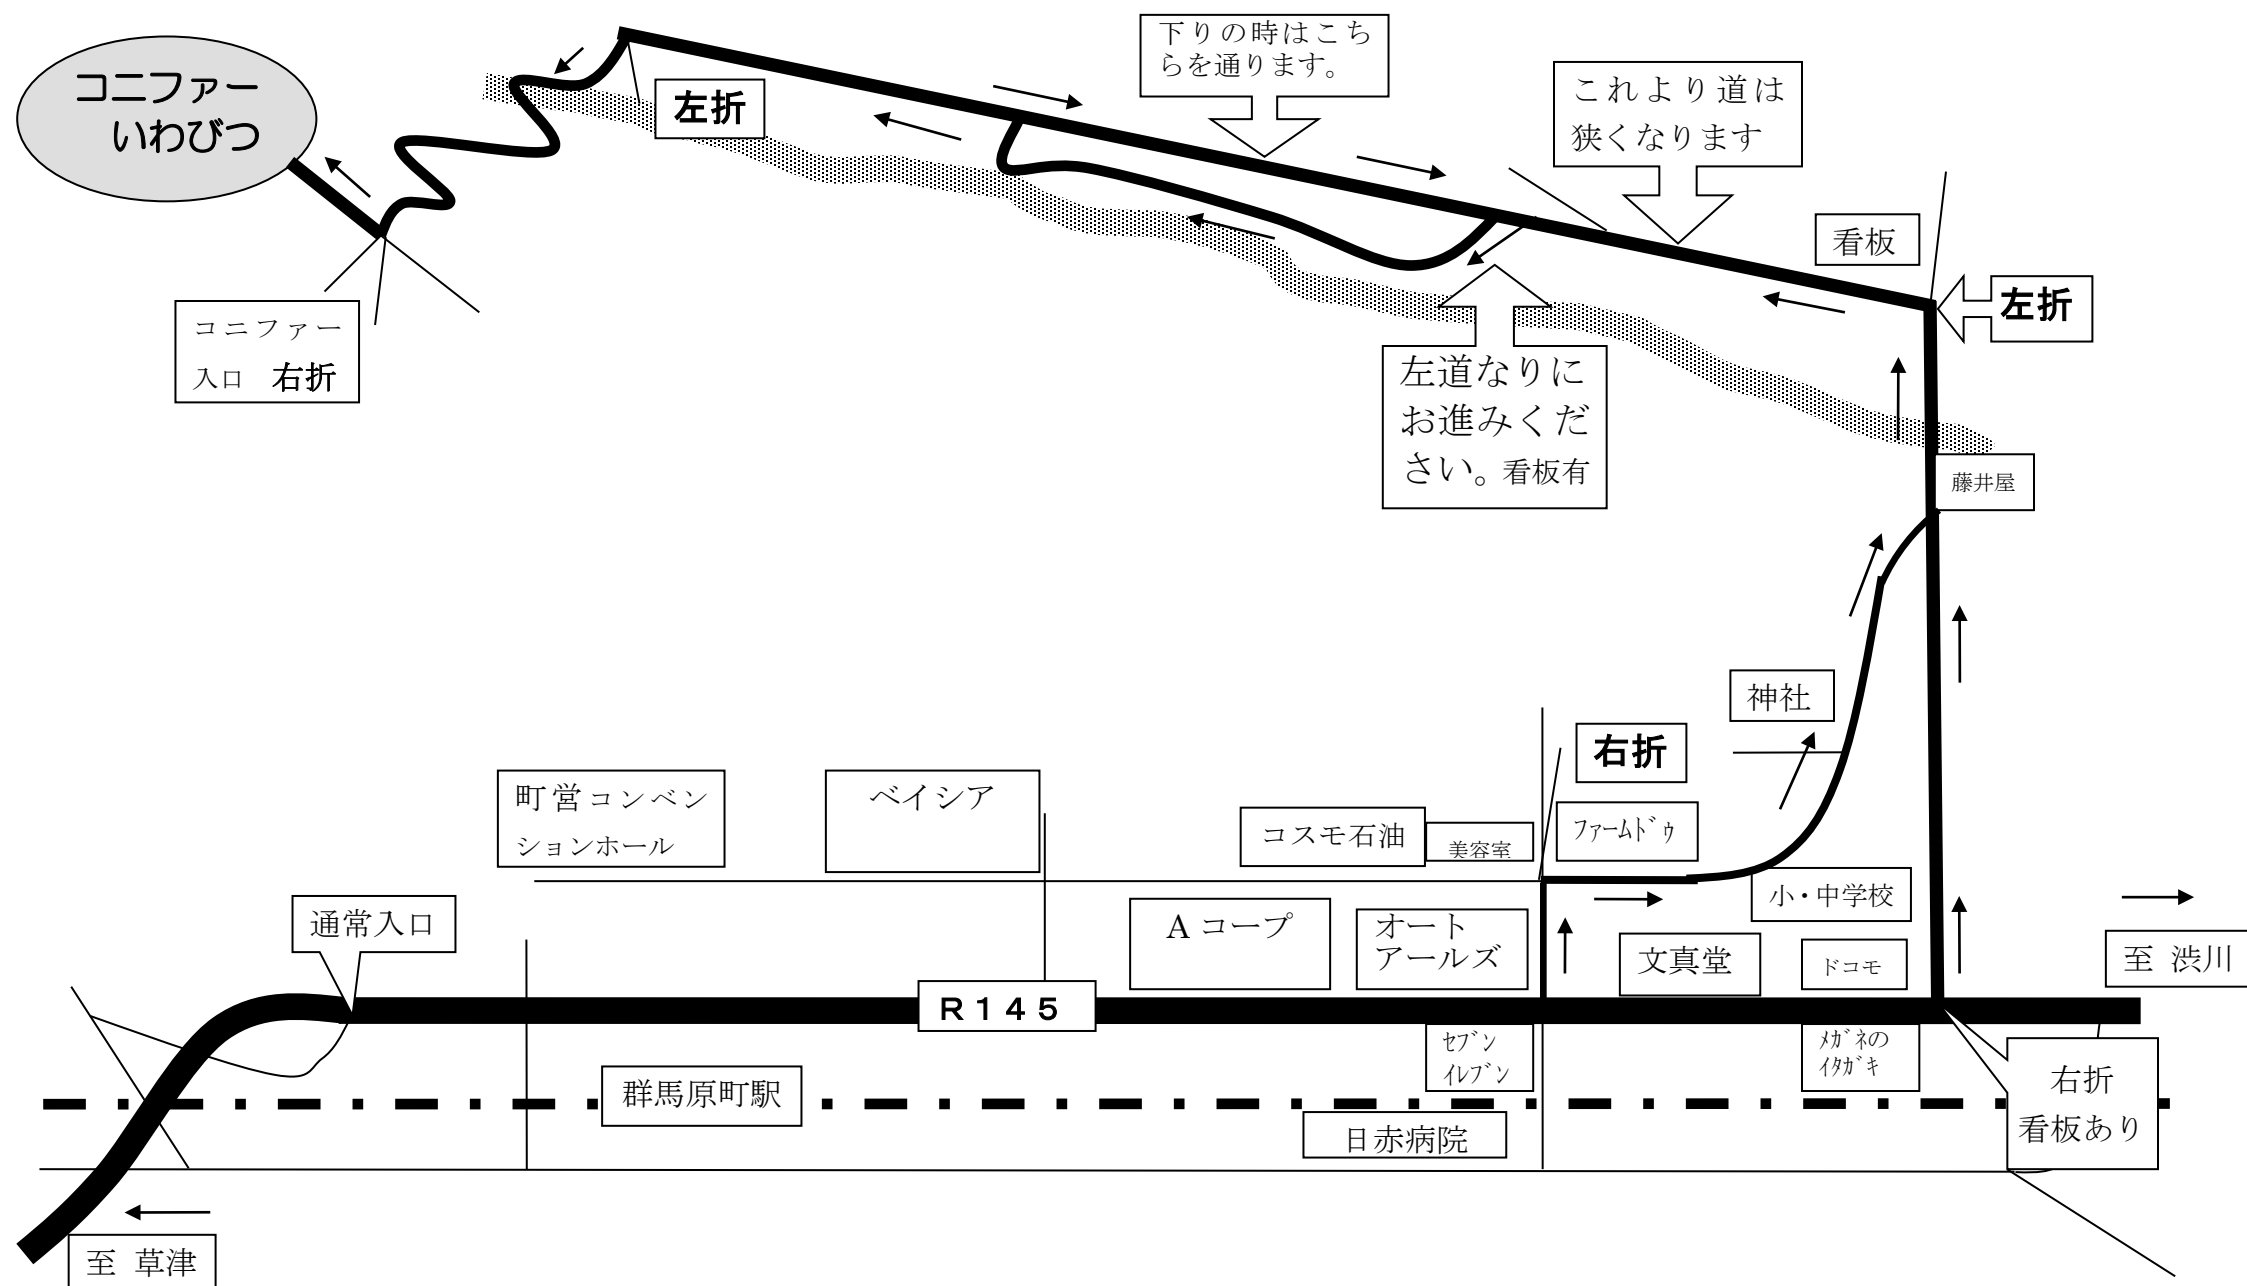 コニファー
いわびつ
左折
下りの時はこち
らを通ります。
これより道は
狭くなります
看板
左折
コニファー
入口 右折
左道なりに
お進みくだ
さい。看板有
藤井屋
神社
右折
町営コンベン
ションホール
ベイシア
コスモ石油
美容室
ﾌｧｰﾑﾄﾞｩ
小・中学校
通常入口
A コープ
オート
アールズ
文真堂
ドコモ
至 渋川
R145
ｾﾌﾞﾝ
ｲﾚﾌﾞﾝ
ﾒｶﾞﾈの
ｲﾀｶﾞｷ
右折
看板あり
群馬原町駅
日赤病院
至 草津